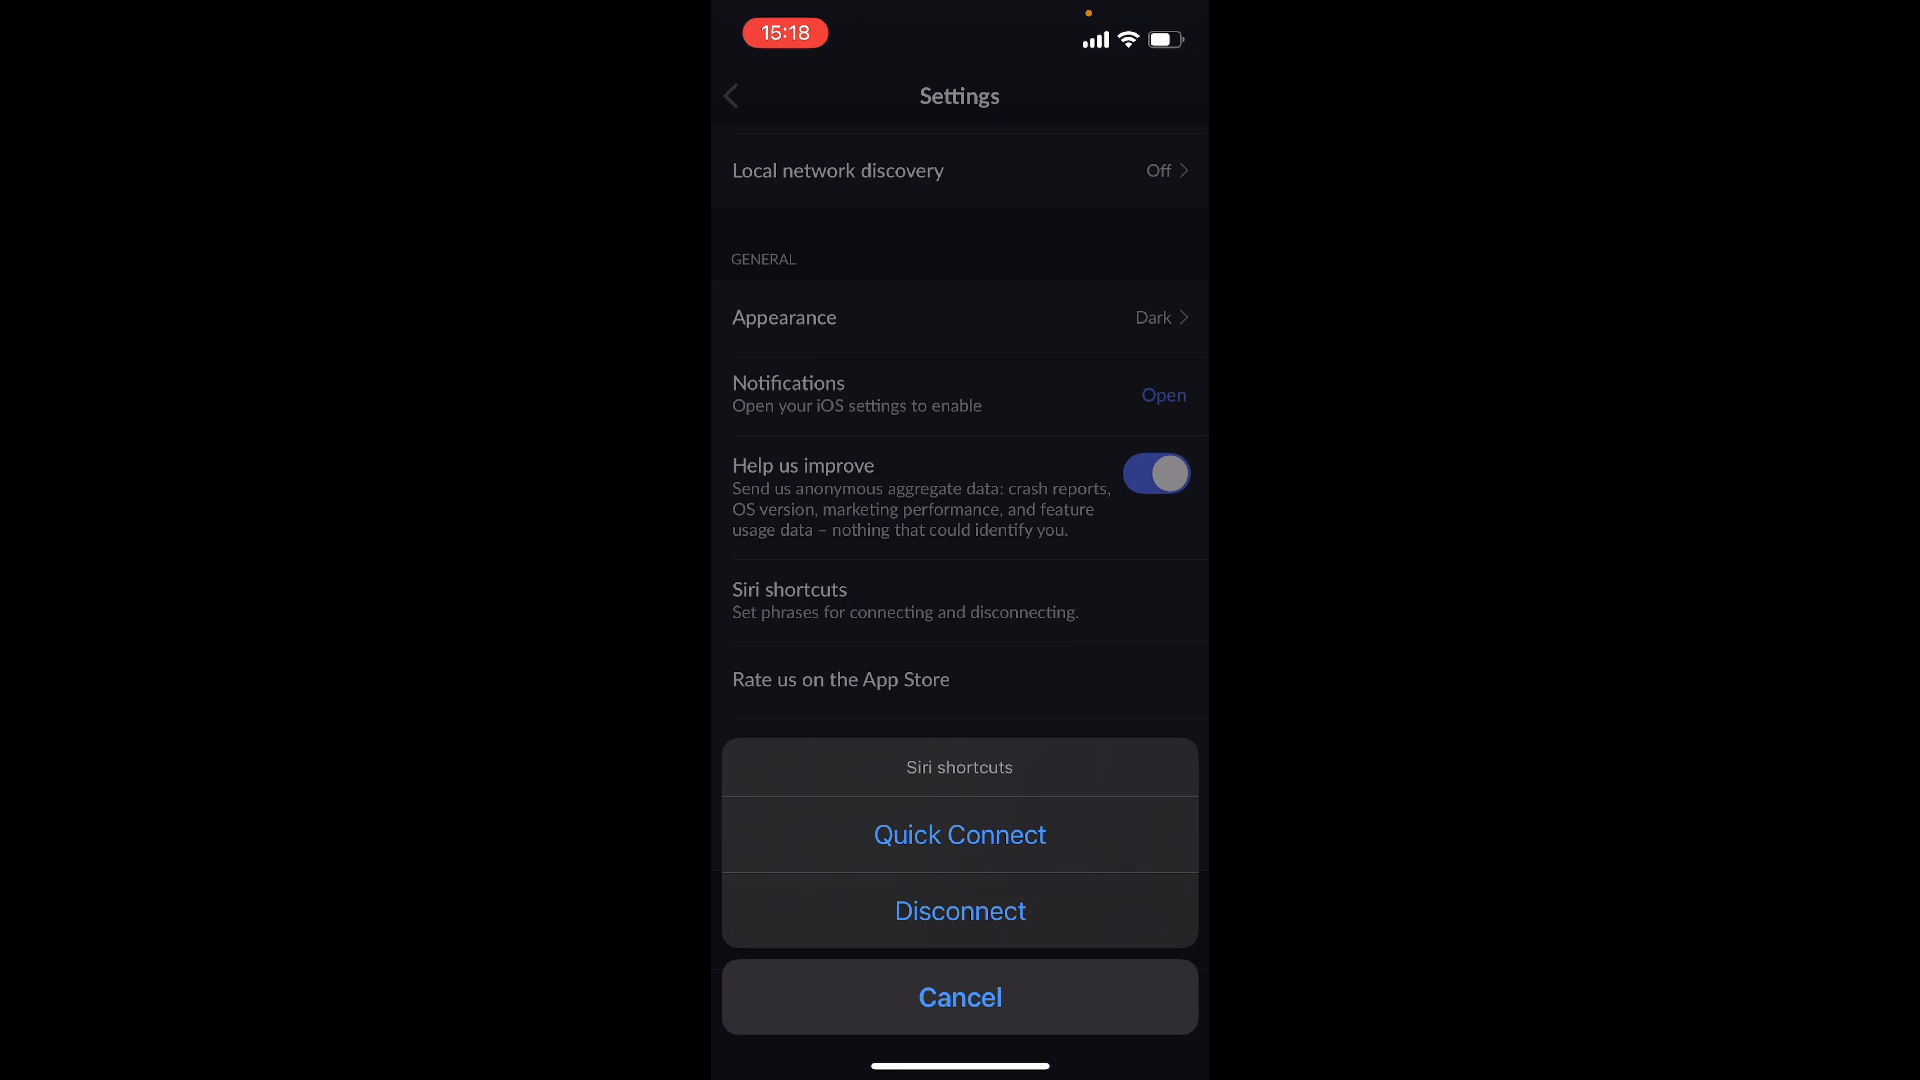 15:18
Settings
Local network discovery
Off
GENERAL
Appearance
Dark
Notifications
Open your iOS settings to enable
Open
Help us improve
Send us anonymous aggregate data: crash reports,
OS version, marketing performance, and feature
usage data – nothing that could identify you.
Siri shortcuts
Set phrases for connecting and disconnecting.
Rate us on the App Store
Siri shortcuts
Quick Connect
Disconnect
Cancel